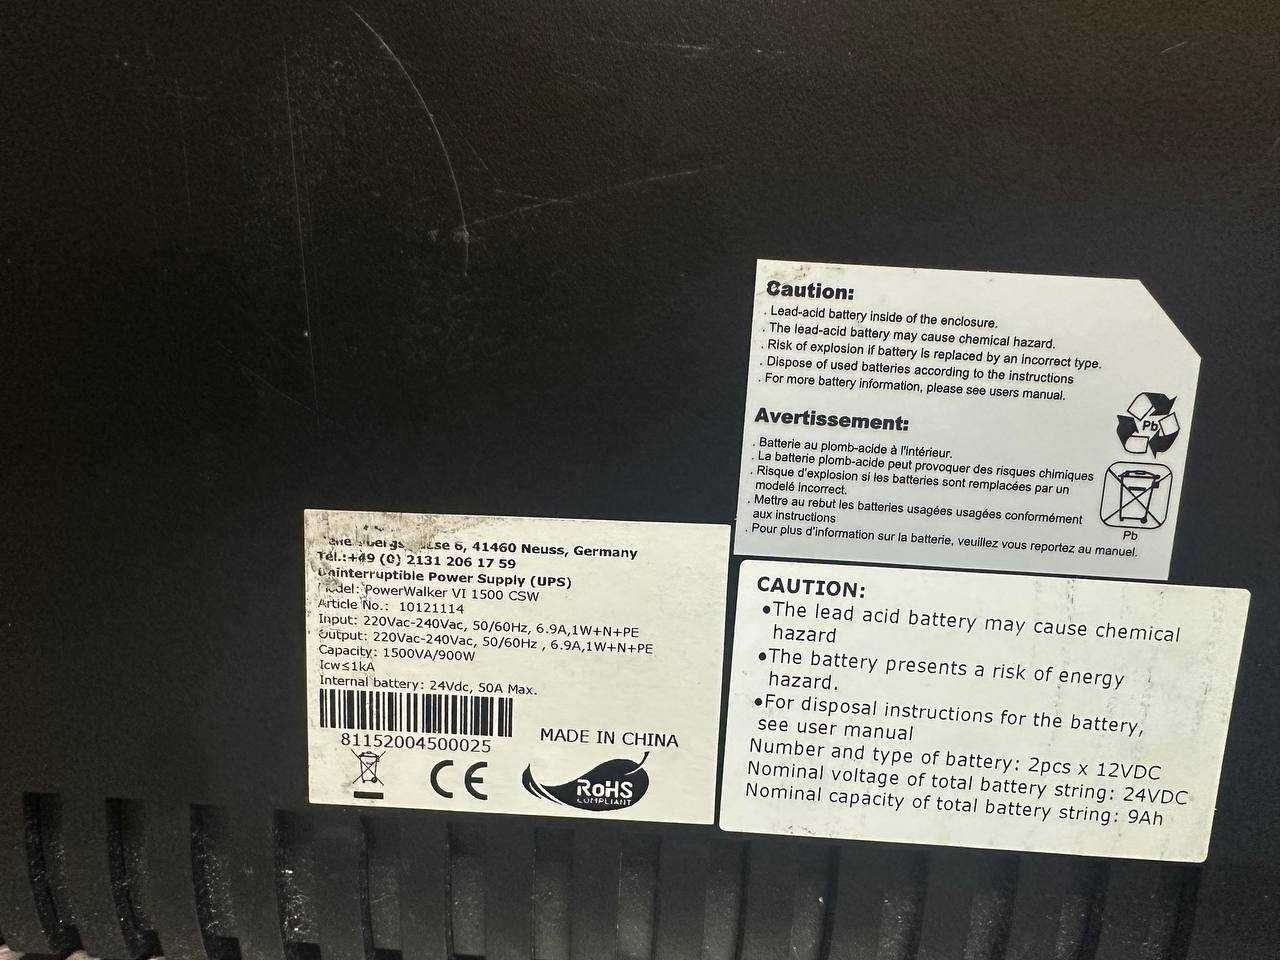 Caution:
. Lead-acid battery inside of the enclosure.
. The lead-acid battery may cause chemical hazard.
. Risk of explosion if battery is replaced by an incorrect type.
. Dispose of used batteries according to the instructions
. For more battery information, please see users manual.
Avertissement:
. Batterie au plomb-acide à l'intérieur.
. La batterie plomb-acide peut provoquer des risques chimiques
. Risque d'explosion si les batteries sont remplacées par un
modelé incorrect.
. Mettre au rebut les batteries usagées usagées conformément
aux instructions
. Pour plus d'information sur la batterie, veuillez vous reportez au manuel.
Pb
Pb
6, 41460 Neuss, Germany
Tel.:+49 (0) 2131 206 17 59
Uninterruptible Power Supply (UPS)
Model: PowerWalker VI 1500 CSW
Article No.: 10121114
Input: 220Vac-240Vac, 50/60Hz, 6.9A,1W+N+PE
Output: 220Vac-240Vac, 50/60Hz , 6.9A,1W+N+PE
Capacity: 1500VA/900W
Icw≤1kA
Internal battery: 24Vdc, 50A Max.
81152004500025
MADE IN CHINA
CE
RoHS
COMPLIANT
CAUTION:
•The lead acid battery may cause chemical
hazard
•The battery presents a risk of energy
hazard.
•For disposal instructions for the battery,
see user manual
Number and type of battery: 2pcs x 12VDC
Nominal voltage of total battery string: 24VDC
Nominal capacity of total battery string: 9Ah